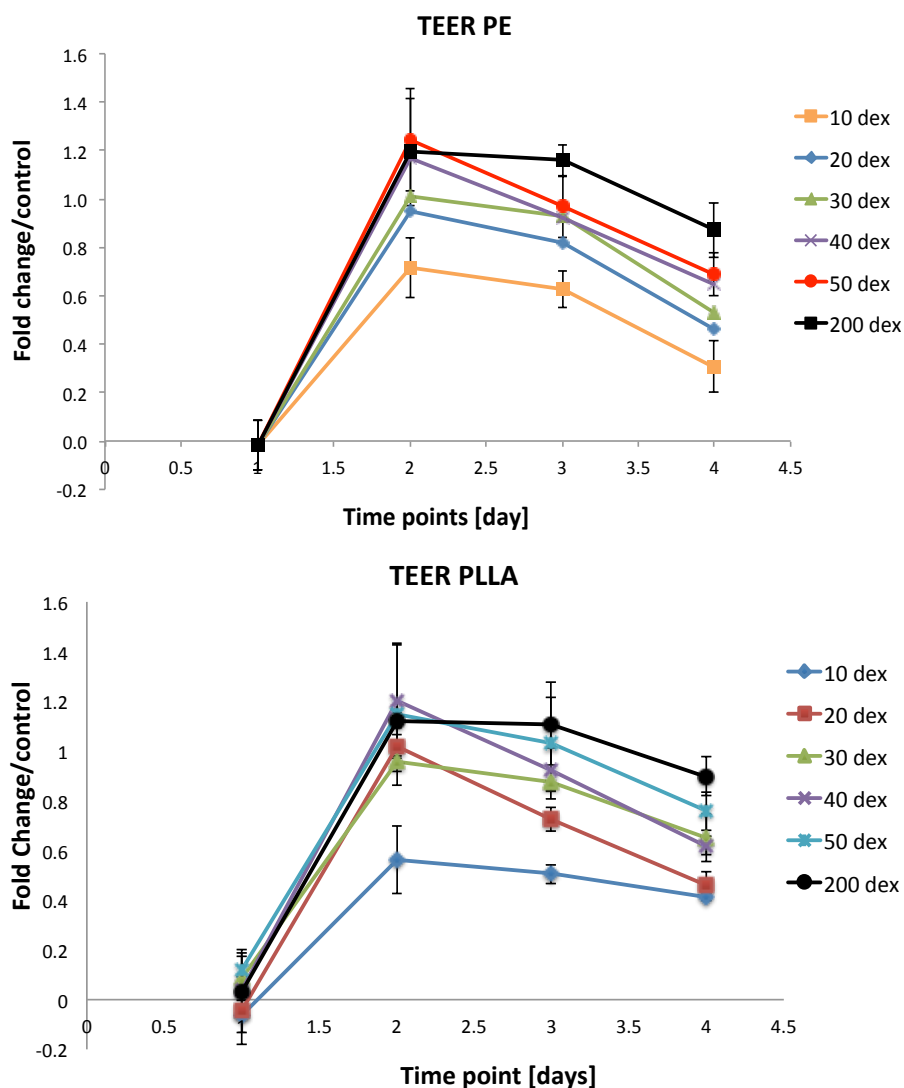 TEER PE
1.6
1.4
1.2
1.0
0.8
0.6
0.4
0.2
0.0
-0.2
Fold change/control
0 0.5 1 1.5 2 2.5 3 3.5 4 4.5
Time points [day]
10 dex
20 dex
30 dex
40 dex
50 dex
200 dex
TEER PLLA
1.6
1.4
1.2
1
0.8
0.6
0.4
0.2
0
-0.2
Fold Change/control
0 0.5 1 1.5 2 2.5 3 3.5 4 4.5
Time point [days]
10 dex
20 dex
30 dex
40 dex
50 dex
200 dex